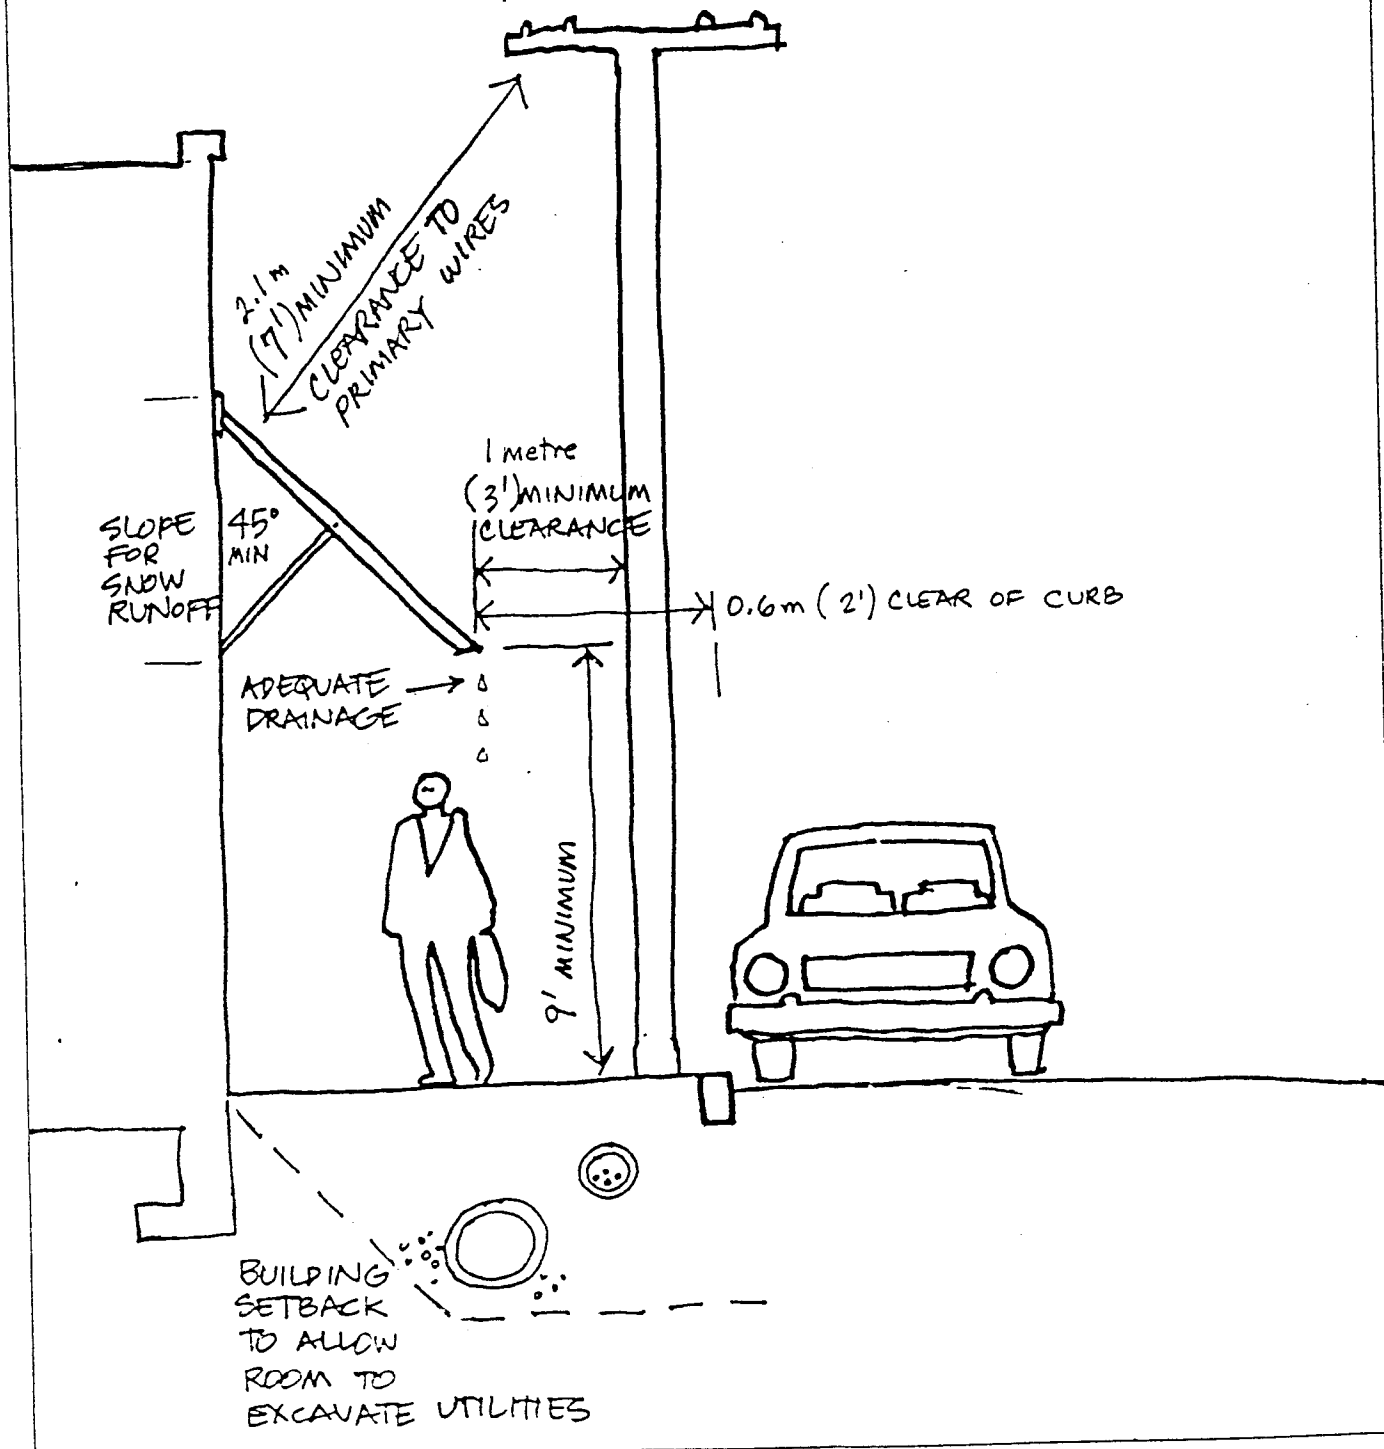 2.1 m
(7') MINIMUM
CLEARANCE TO
PRIMARY WIRES
1 metre
(3') MINIMUM
CLEARANCE
SLOPE
FOR
SNOW
RUNOFF
45°
MIN
0.6m (2') CLEAR OF CURB
ADEQUATE
DRAINAGE
9' MINIMUM
BUILDING
SETBACK
TO ALLOW
ROOM TO
EXCAVATE UTILITIES